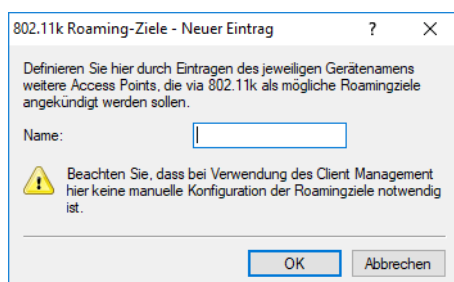 802.11k Roaming-Ziele - Neuer Eintrag ? X
Definieren Sie hier durch Eintragen des jeweiligen Gerätenamens
weitere Access Points, die via 802.11k als mögliche Roamingziele
angekündigt werden sollen.
Name:
Beachten Sie, dass bei Verwendung des Client Management
hier keine manuelle Konfiguration der Roamingziele notwendig
ist.
OK Abbrechen